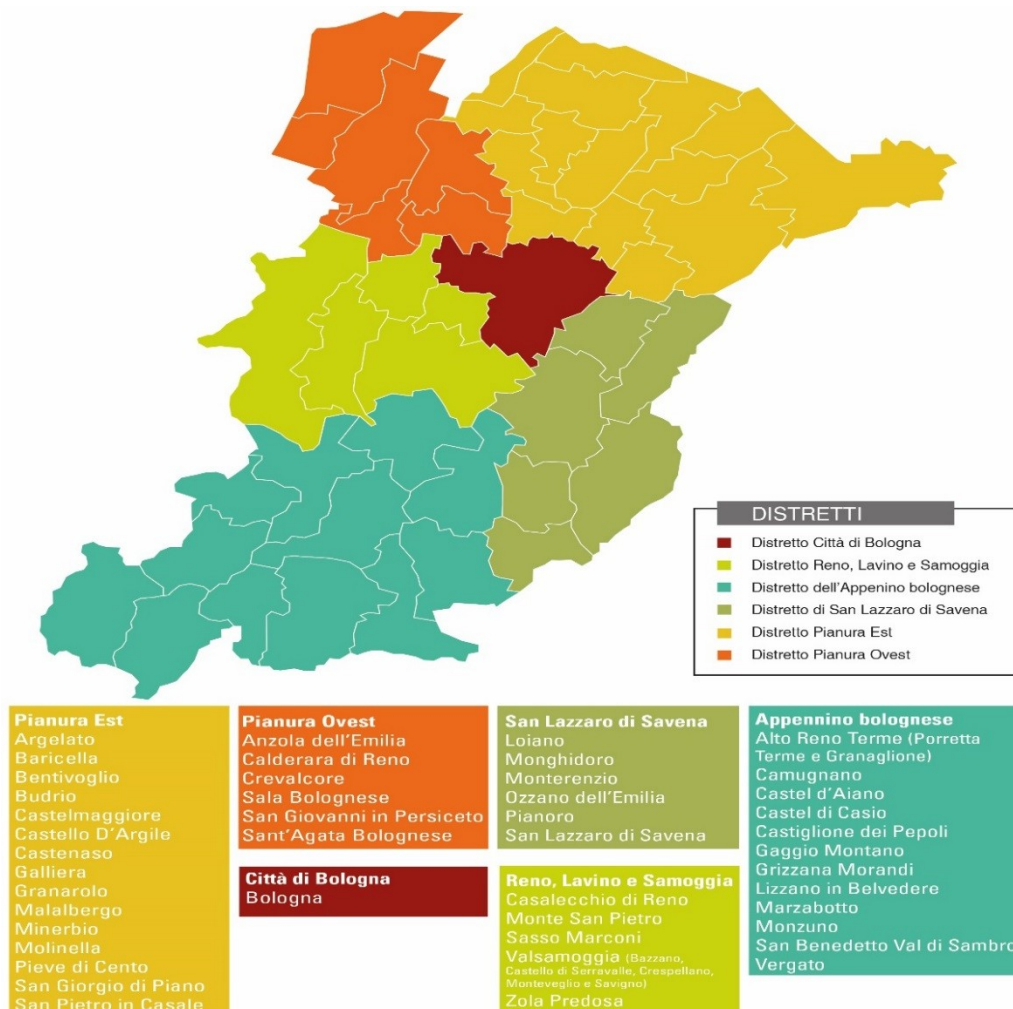 DISTRETTI
Distretto Città di Bologna
Distretto Reno, Lavino e Samoggia
Distretto dell'Appenino bolognese
Distretto di San Lazzaro di Savena
Distretto Pianura Est
Distretto Pianura Ovest
Pianura Est
Argelato
Baricella
Bentivoglio
Budrio
Castelmaggiore
Castello D'Argile
Castenaso
Galliera
Granarolo
Malalbergo
Minerbio
Molinella
Pieve di Cento
San Giorgio di Piano
San Pietro in Casale
Pianura Ovest
Anzola dell'Emilia
Calderara di Reno
Crevalcore
Sala Bolognese
San Giovanni in Persiceto
Sant'Agata Bolognese
Città di Bologna
Bologna
San Lazzaro di Savena
Loiano
Monghidoro
Monterenzio
Ozzano dell'Emilia
Pianoro
San Lazzaro di Savena
Reno, Lavino e Samoggia
Casalecchio di Reno
Monte San Pietro
Sasso Marconi
Valsamoggia (Bazzano,
Castello di Serravalle, Crespellano,
Monteveglio e Savigno)
Zola Predosa
Appennino bolognese
Alto Reno Terme (Porretta
Terme e Granaglione)
Camugnano
Castel d'Aiano
Castel di Casio
Castiglione dei Pepoli
Gaggio Montano
Grizzana Morandi
Lizzano in Belvedere
Marzabotto
Monzuno
San Benedetto Val di Sambro
Vergato